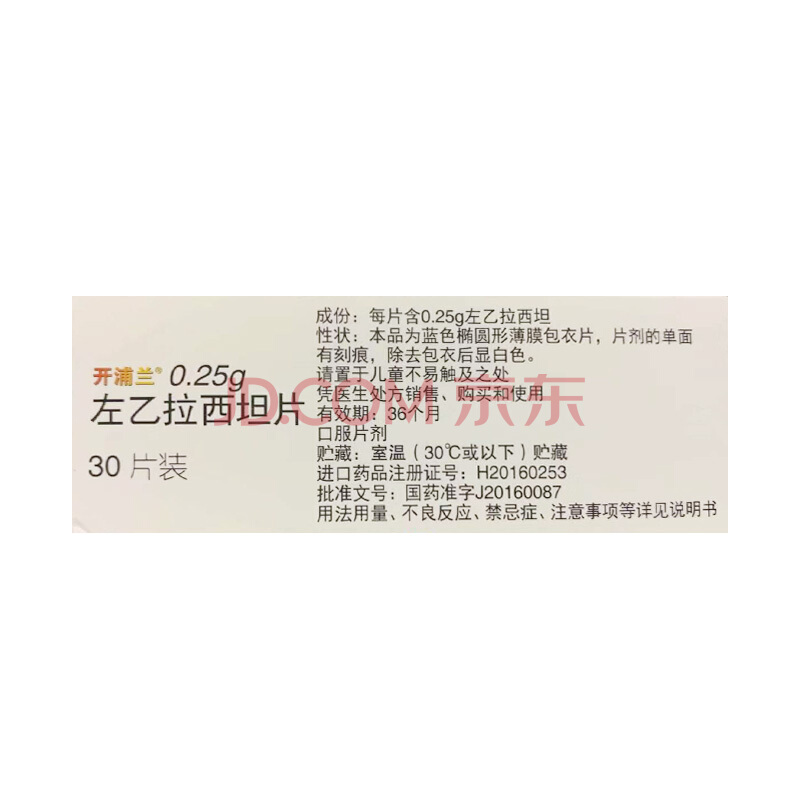 开浦兰® 0.25g
左乙拉西坦片
30 片装
成份：每片含0.25g左乙拉西坦
性状：本品为蓝色椭圆形薄膜包衣片，片剂的单面
有刻痕，除去包衣后显白色。
请置于儿童不易触及之处
凭医生处方销售、购买和使用
有效期：36个月
口服片剂
贮藏：室温（30℃或以下）贮藏
进口药品注册证号：H20160253
批准文号：国药准字J20160087
用法用量、不良反应、禁忌症、注意事项等详见说明书
JD.COM 京东